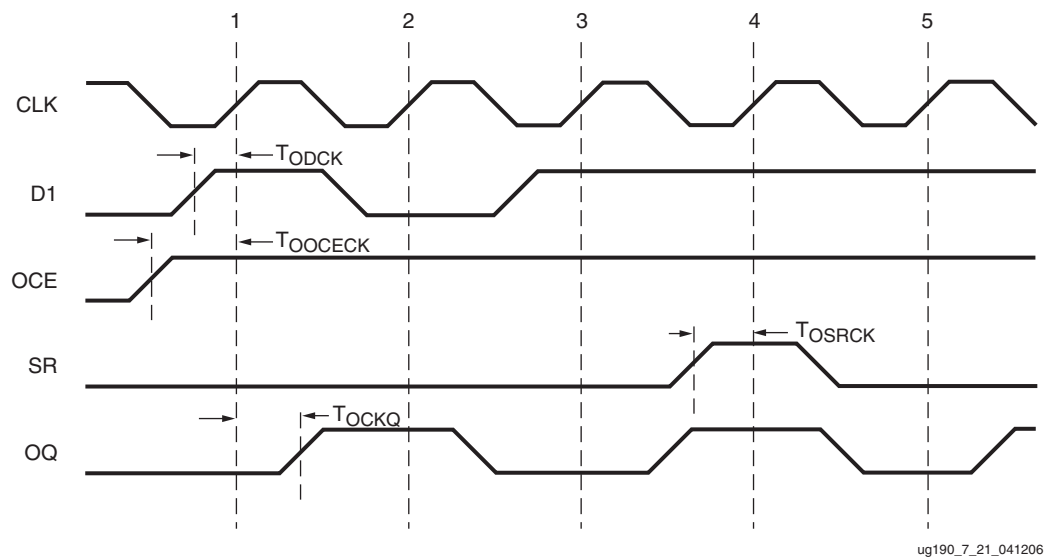 1 2 3 4 5
CLK
TODCK
D1
TOOCECK
OCE
TOSRCK
SR
TOCKQ
OQ
ug190_7_21_041206